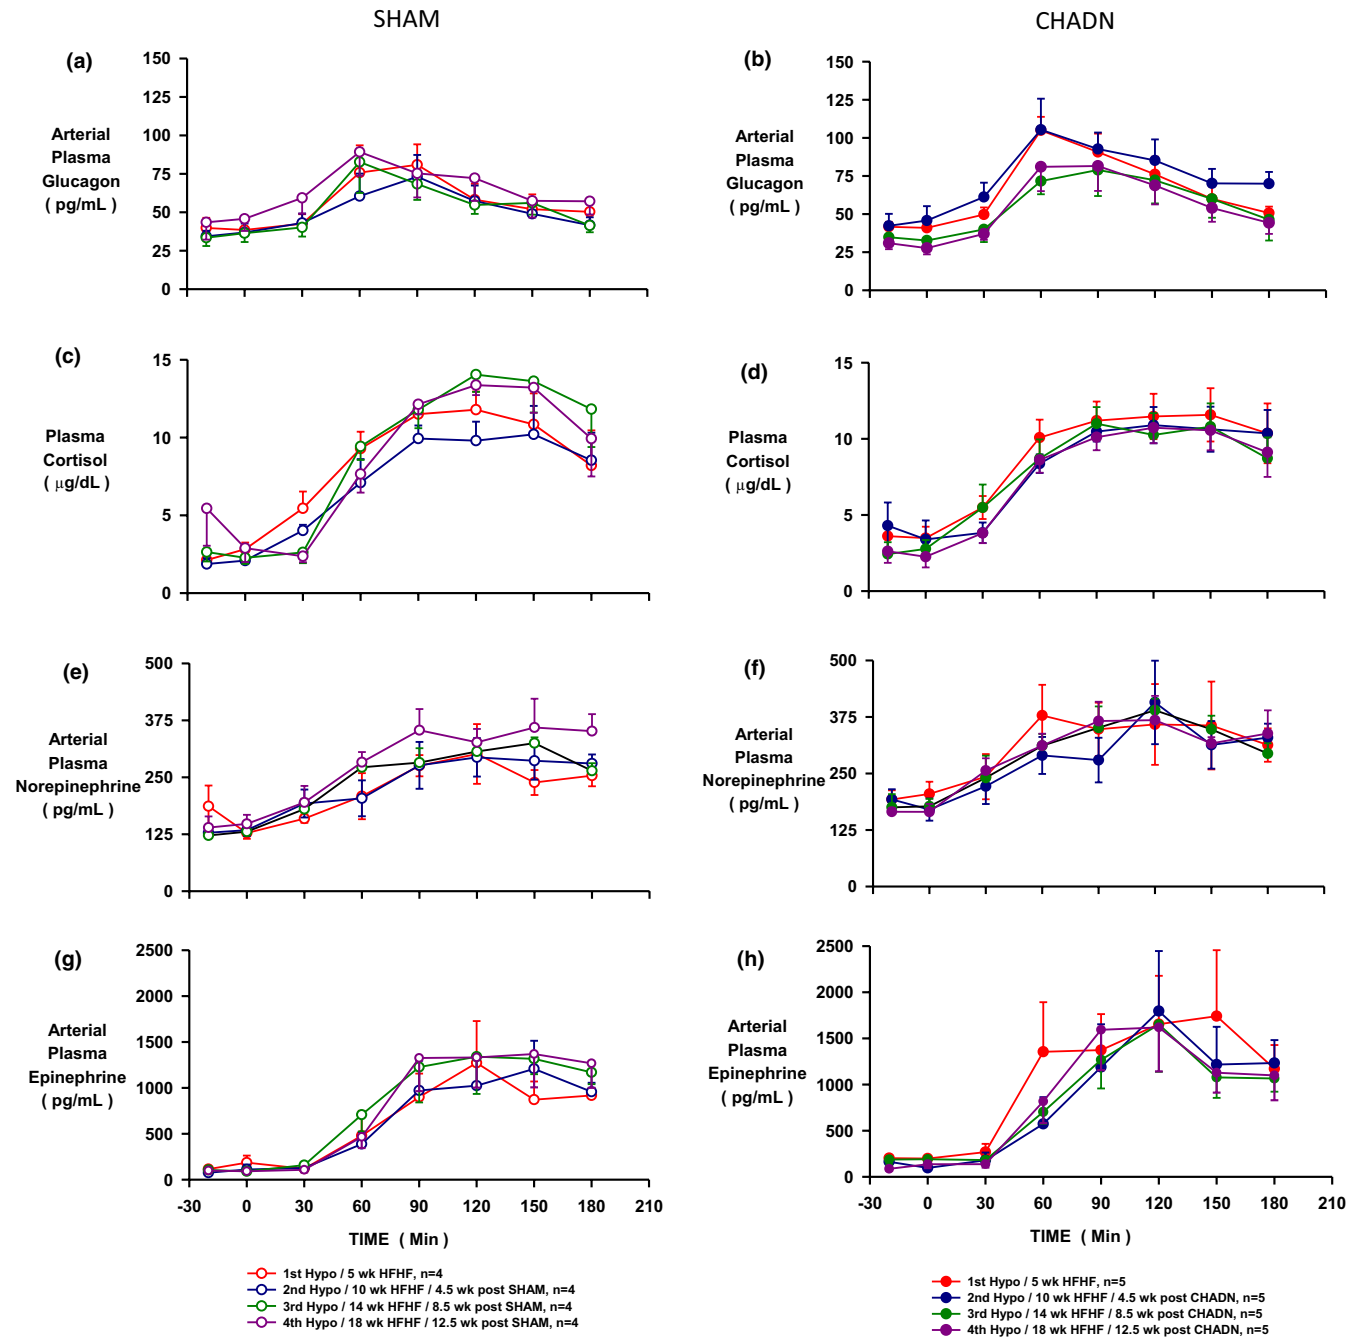 SHAM
CHADN
(a)
Arterial
Plasma
Glucagon
( pg/mL )
150
125
100
75
50
25
0
(b)
Arterial
Plasma
Glucagon
( pg/mL )
150
125
100
75
50
25
0
(c)
Plasma
Cortisol
( μg/dL )
15
10
5
0
(d)
Plasma
Cortisol
( μg/dL )
15
10
5
0
(e)
Arterial
Plasma
Norepinephrine
( pg/mL )
500
375
250
125
0
(f)
Arterial
Plasma
Norepinephrine
( pg/mL )
500
375
250
125
0
(g)
Arterial
Plasma
Epinephrine
( pg/mL )
2500
2000
1500
1000
500
0
-30 0 30 60 90 120 150 180 210
TIME ( Min )
(h)
Arterial
Plasma
Epinephrine
( pg/mL )
2500
2000
1500
1000
500
0
-30 0 30 60 90 120 150 180 210
TIME ( Min )
1st Hypo / 5 wk HFHF, n=4
2nd Hypo / 10 wk HFHF / 4.5 wk post SHAM, n=4
3rd Hypo / 14 wk HFHF / 8.5 wk post SHAM, n=4
4th Hypo / 18 wk HFHF / 12.5 wk post SHAM, n=4
1st Hypo / 5 wk HFHF, n=5
2nd Hypo / 10 wk HFHF / 4.5 wk post CHADN, n=5
3rd Hypo / 14 wk HFHF / 8.5 wk post CHADN, n=5
4th Hypo / 18 wk HFHF / 12.5 wk post CHADN, n=5